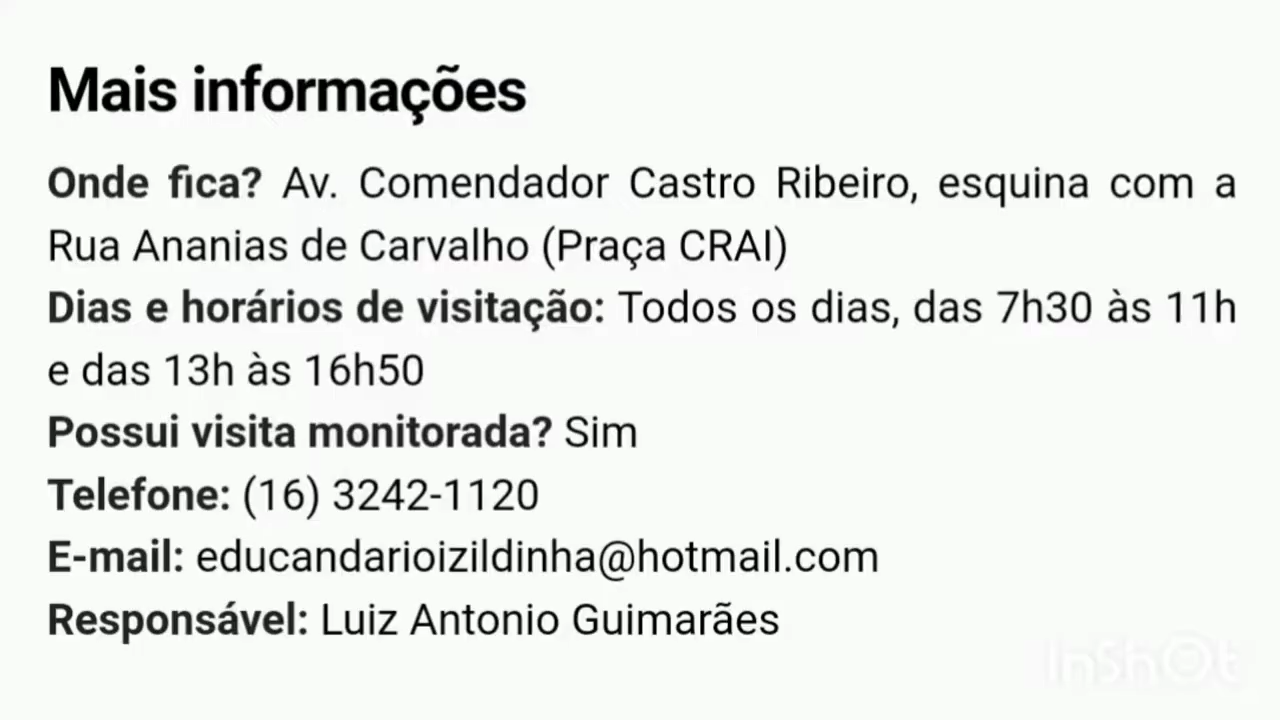 Mais informações
Onde fica? Av. Comendador Castro Ribeiro, esquina com a
Rua Ananias de Carvalho (Praça CRAI)
Dias e horários de visitação: Todos os dias, das 7h30 às 11h
e das 13h às 16h50
Possui visita monitorada? Sim
Telefone: (16) 3242-1120
E-mail: educandarioizildinha@hotmail.com
Responsável: Luiz Antonio Guimarães
InShOt